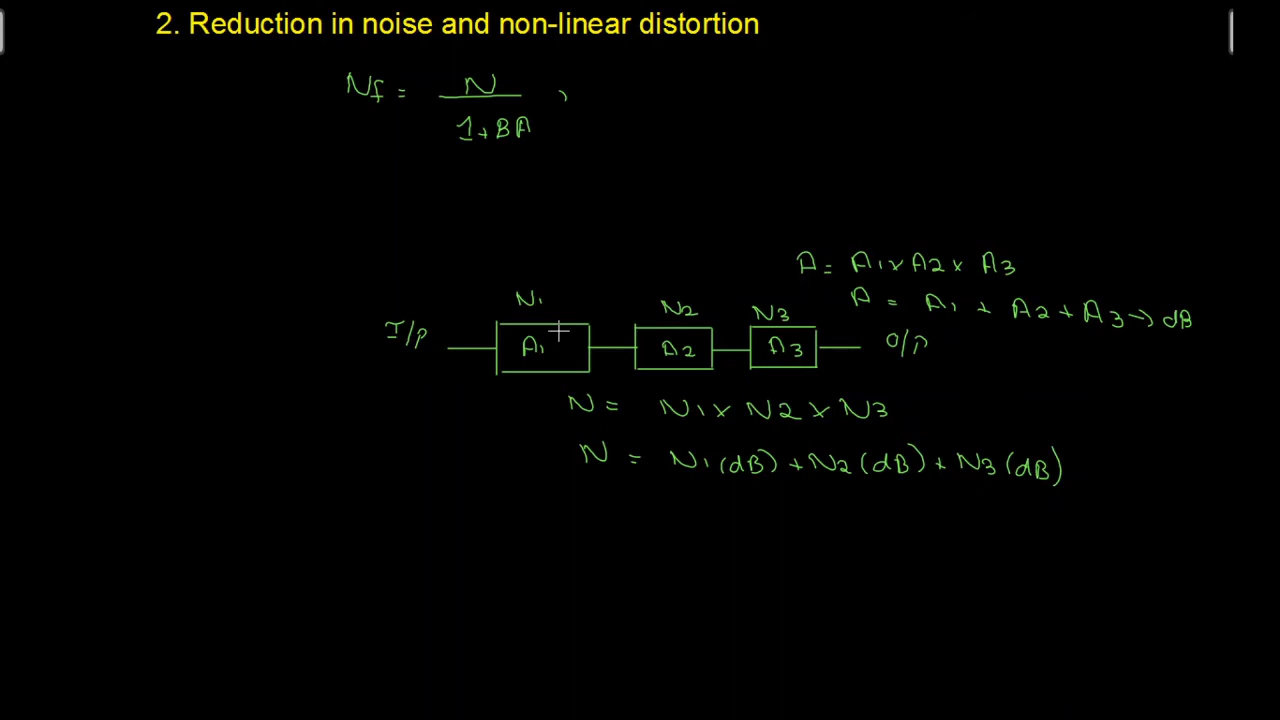 2. Reduction in noise and non-linear distortion
Nf = N / 1+BA ,
A = A1 x A2 x A3
A = A1 + A2 + A3 → dB
N1 N2 N3
I/P A1 A2 A3 O/P
N = N1 x N2 x N3
N = N1 (dB) + N2 (dB) + N3 (dB)